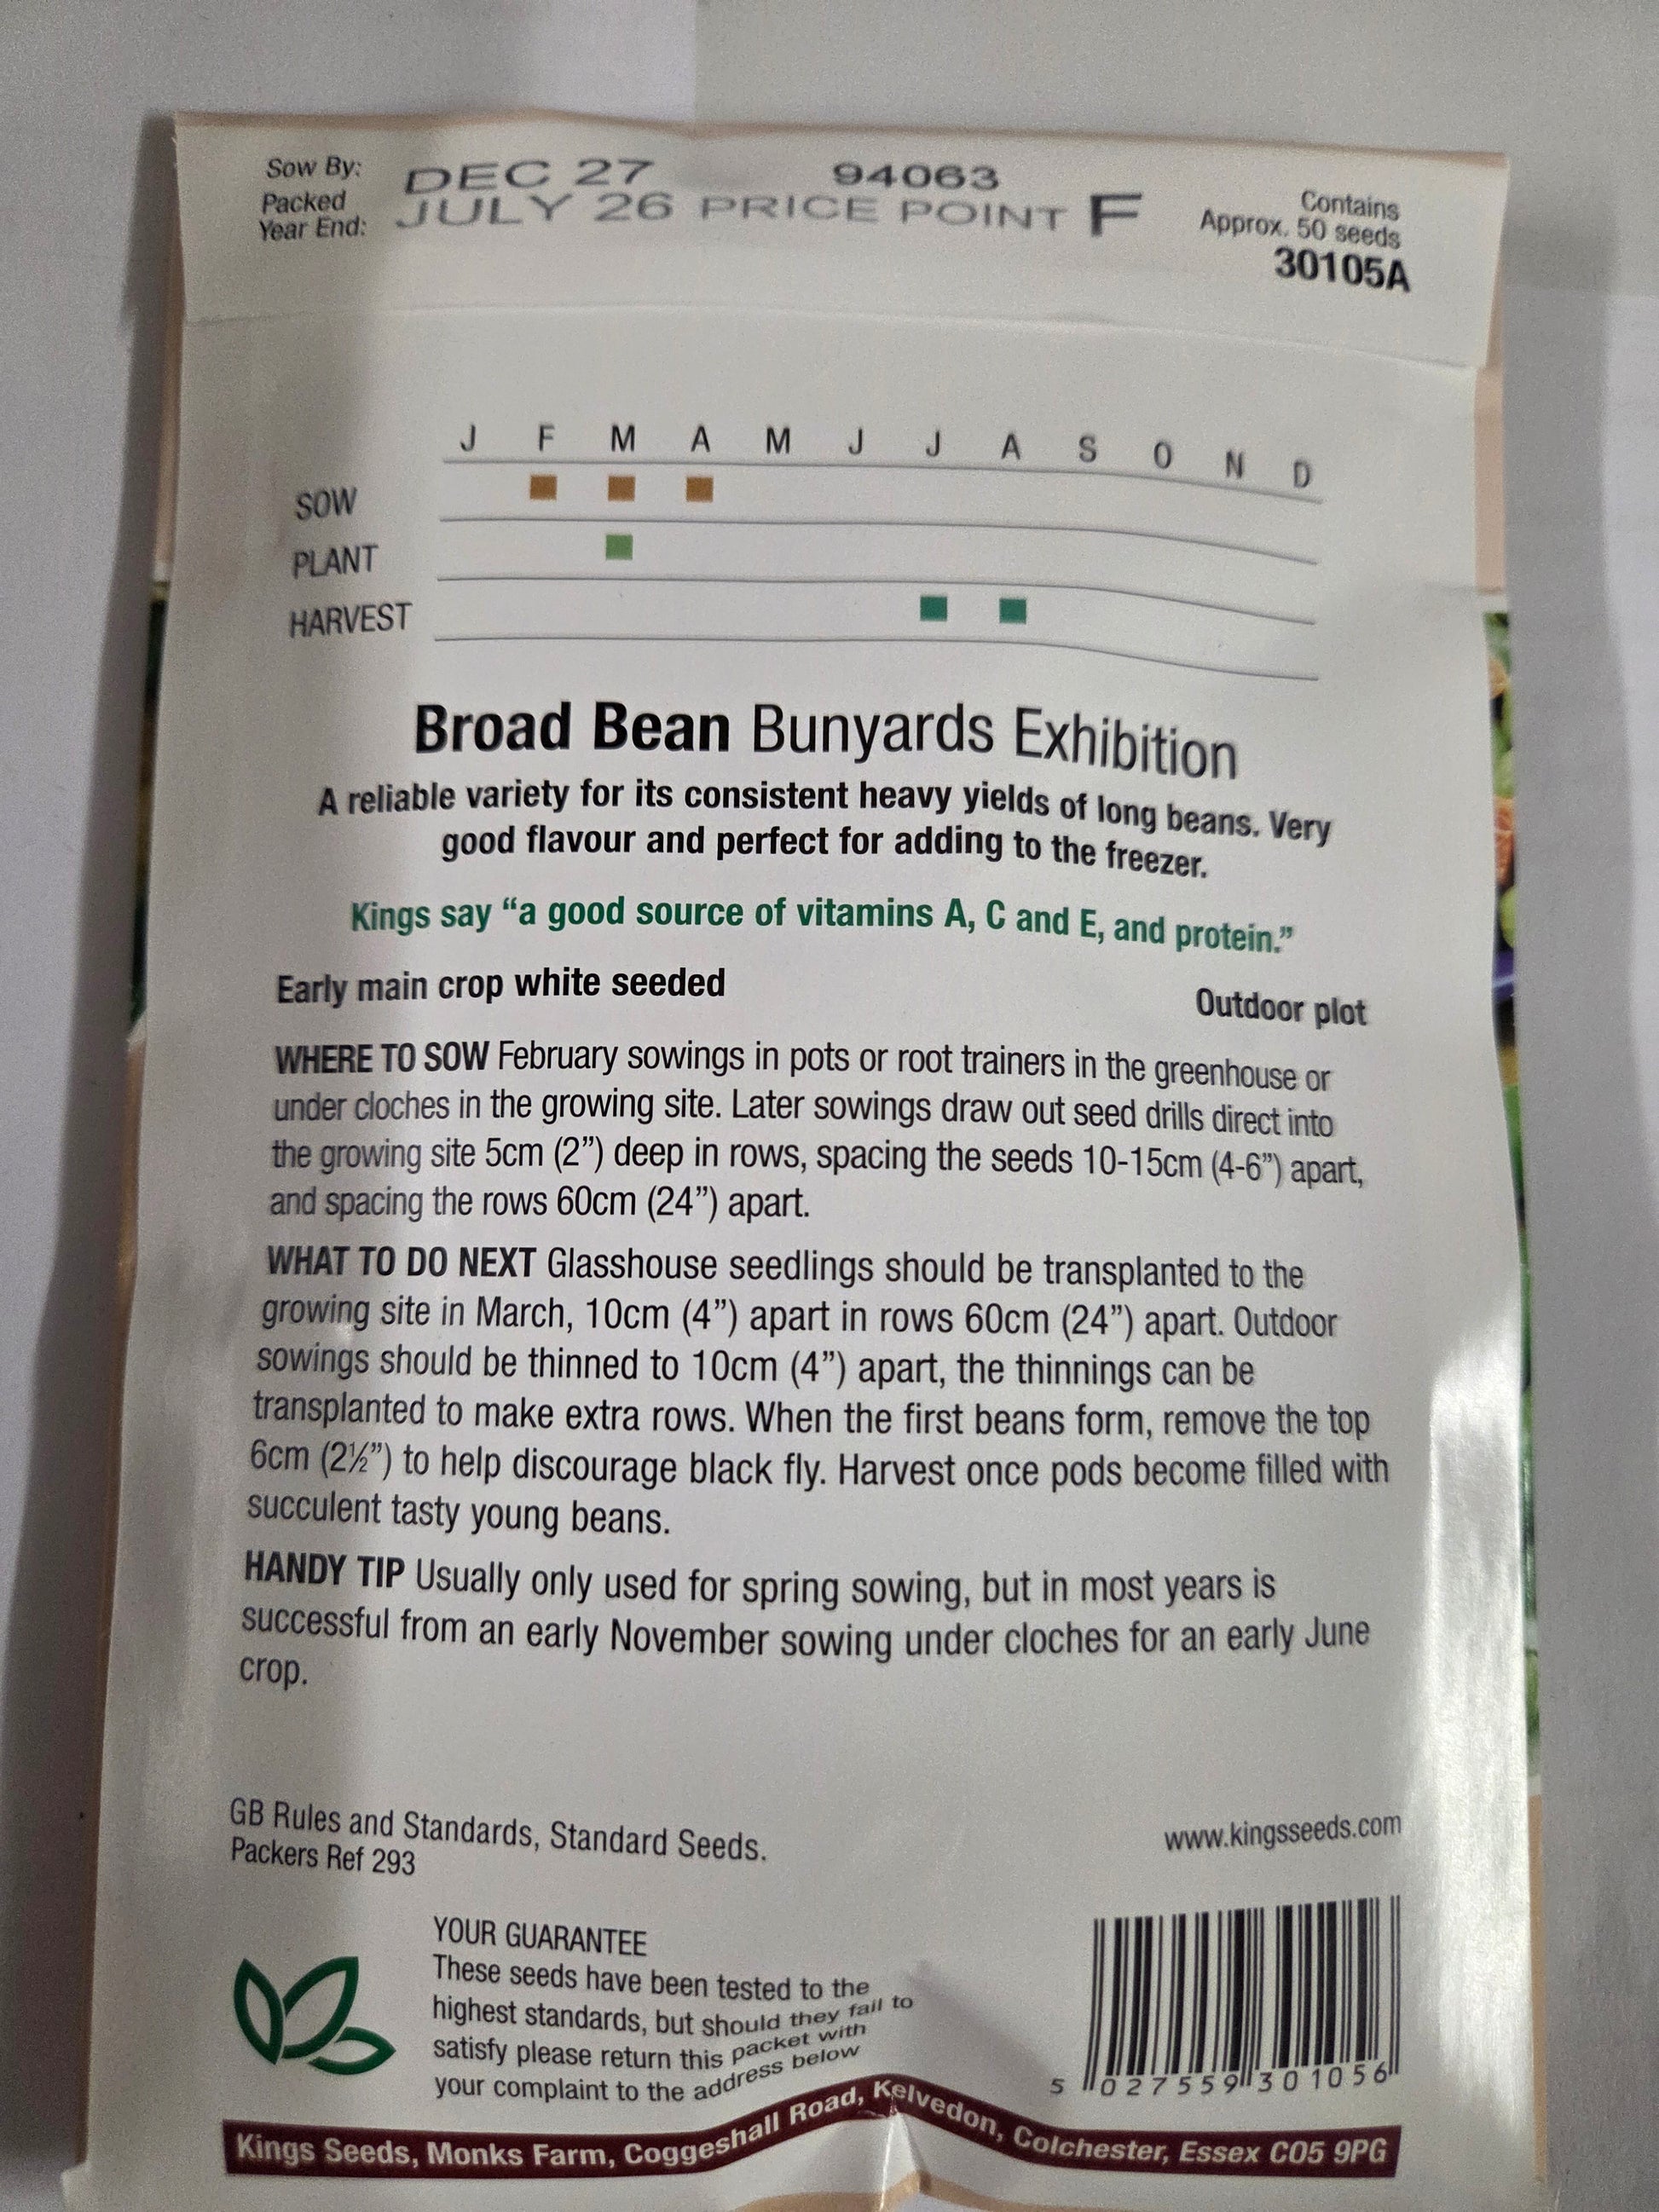 Sow By: DEC 27 94063
Packed
Year End: JULY 26 PRICE POINT F
Contains
Approx. 50 seeds
30105A
J F M A M J J A S O N D
SOW
PLANT
HARVEST
Broad Bean Bunyards Exhibition
A reliable variety for its consistent heavy yields of long beans. Very
good flavour and perfect for adding to the freezer.
Kings say “a good source of vitamins A, C and E, and protein.”
Early main crop white seeded Outdoor plot
WHERE TO SOW February sowings in pots or root trainers in the greenhouse or
under cloches in the growing site. Later sowings draw out seed drills direct into
the growing site 5cm (2”) deep in rows, spacing the seeds 10-15cm (4-6”) apart,
and spacing the rows 60cm (24”) apart.
WHAT TO DO NEXT Glasshouse seedlings should be transplanted to the
growing site in March, 10cm (4”) apart in rows 60cm (24”) apart. Outdoor
sowings should be thinned to 10cm (4”) apart, the thinnings can be
transplanted to make extra rows. When the first beans form, remove the top
6cm (2½”) to help discourage black fly. Harvest once pods become filled with
succulent tasty young beans.
HANDY TIP Usually only used for spring sowing, but in most years is
successful from an early November sowing under cloches for an early June
crop.
GB Rules and Standards, Standard Seeds.
Packers Ref 293
www.kingsseeds.com
YOUR GUARANTEE
These seeds have been tested to the
highest standards, but should they fail to
satisfy please return this packet with
your complaint to the address below
5 027559 301056
Kings Seeds, Monks Farm, Coggeshall Road, Kelvedon, Colchester, Essex CO5 9PG